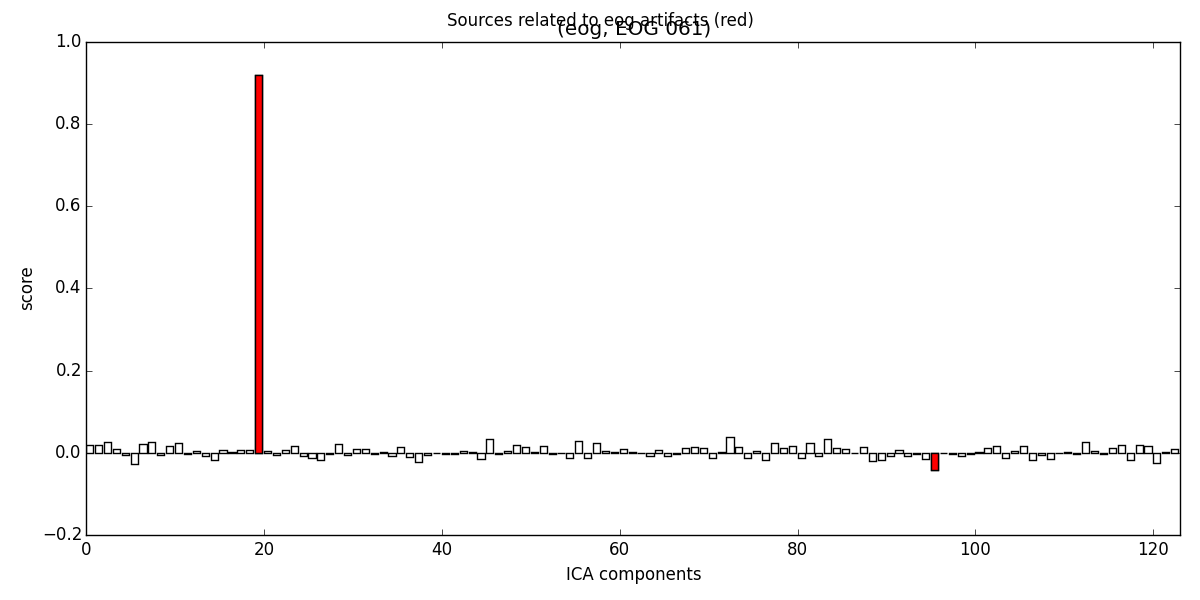 Sources related to eog artifacts (red)
(eog, EOG 061)
1.0
0.8
0.6
0.4
0.2
0.0
−0.2
score
0 20 40 60 80 100 120
ICA components